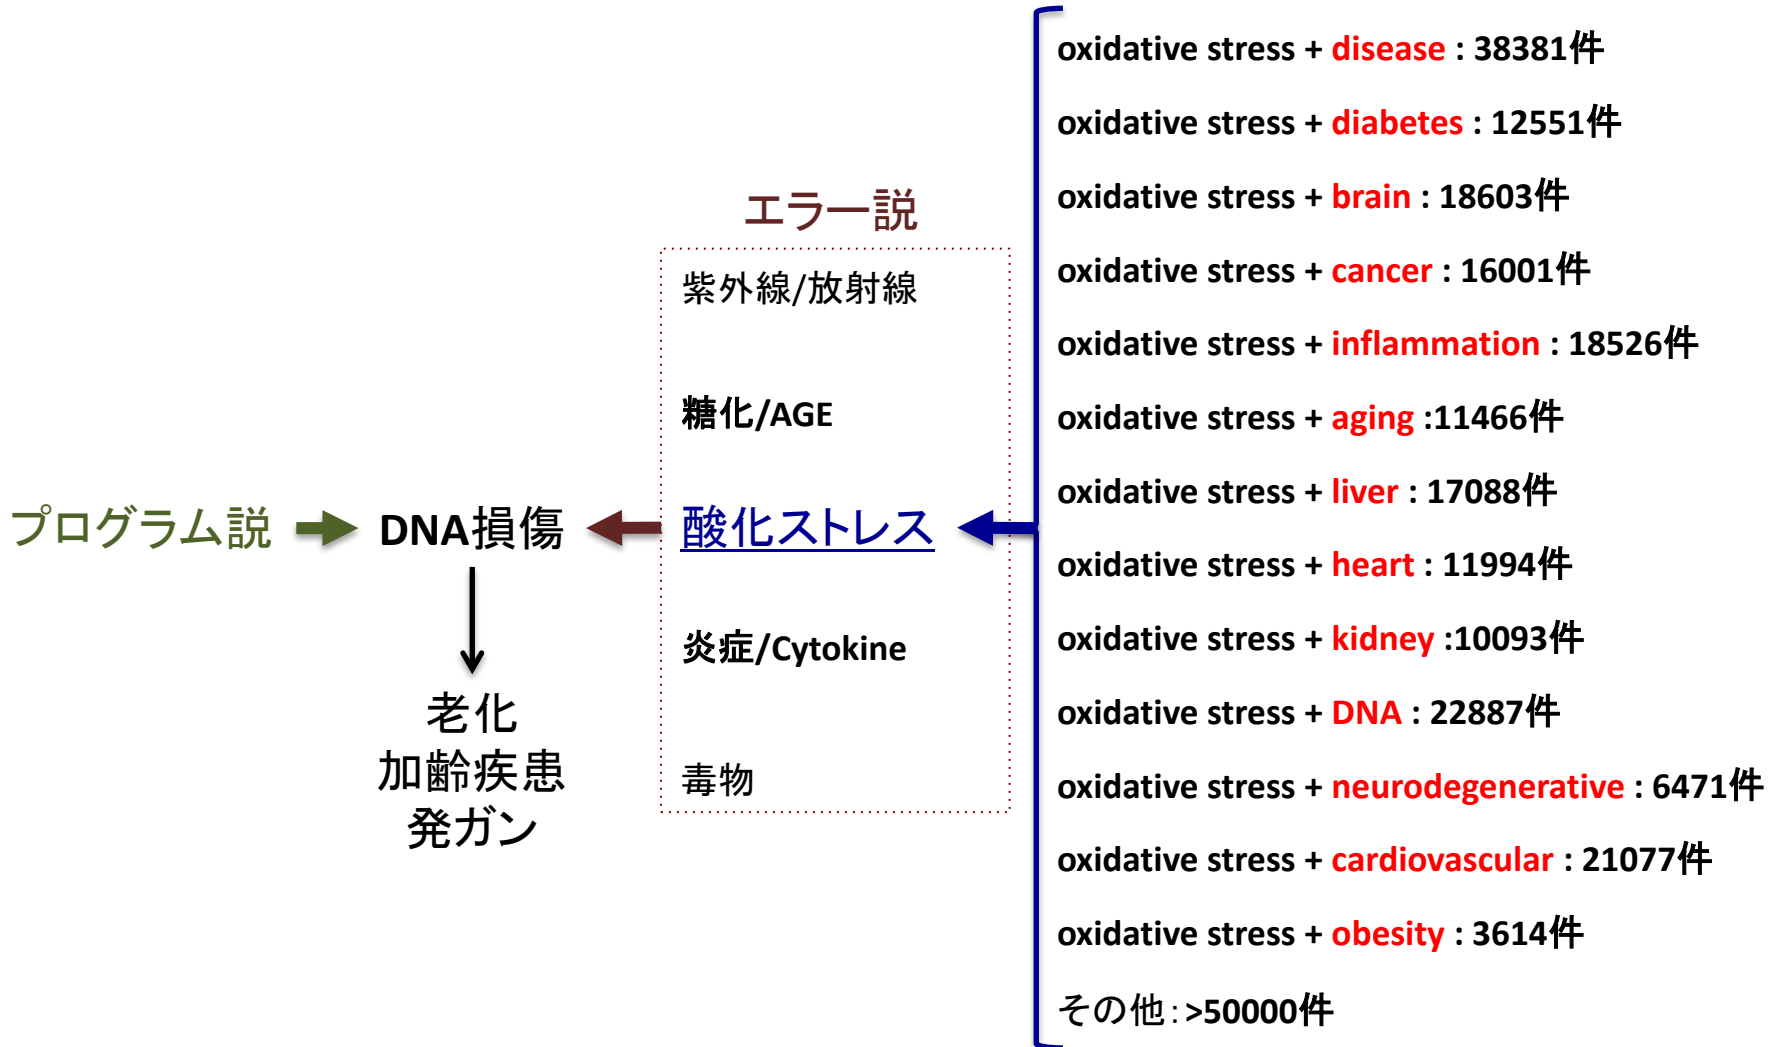 プログラム説
DNA損傷
老化
加齢疾患
発ガン
エラー説
紫外線/放射線
糖化/AGE
酸化ストレス
炎症/Cytokine
毒物
oxidative stress + disease : 38381件
oxidative stress + diabetes : 12551件
oxidative stress + brain : 18603件
oxidative stress + cancer : 16001件
oxidative stress + inflammation : 18526件
oxidative stress + aging :11466件
oxidative stress + liver : 17088件
oxidative stress + heart : 11994件
oxidative stress + kidney :10093件
oxidative stress + DNA : 22887件
oxidative stress + neurodegenerative : 6471件
oxidative stress + cardiovascular : 21077件
oxidative stress + obesity : 3614件
その他：>50000件